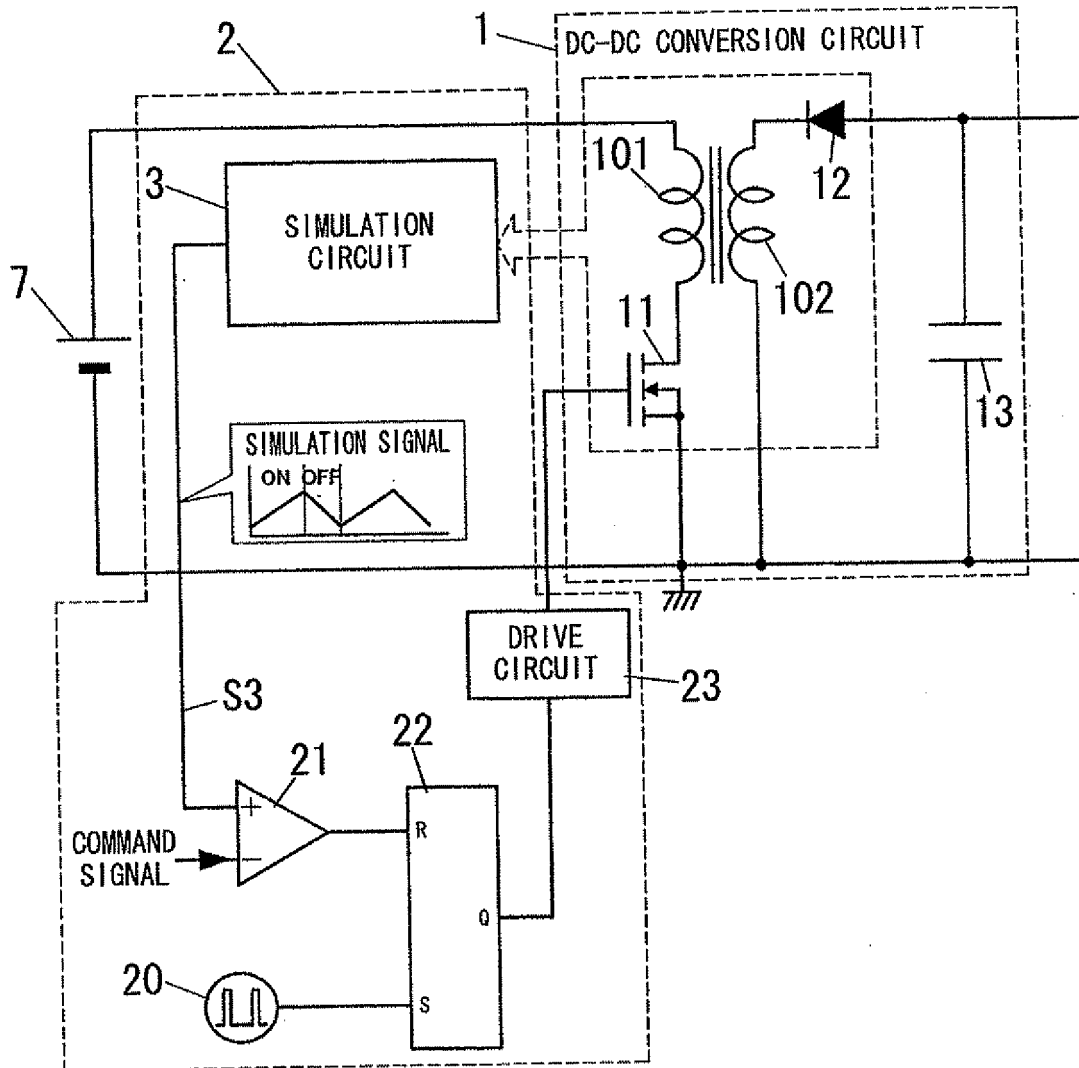 1
DC-DC CONVERSION CIRCUIT
2
3
SIMULATION
CIRCUIT
101
12
102
7
11
13
SIMULATION SIGNAL
ON OFF
DRIVE
CIRCUIT
23
S3
21
22
+
R
COMMAND
SIGNAL
−
Q
20
S